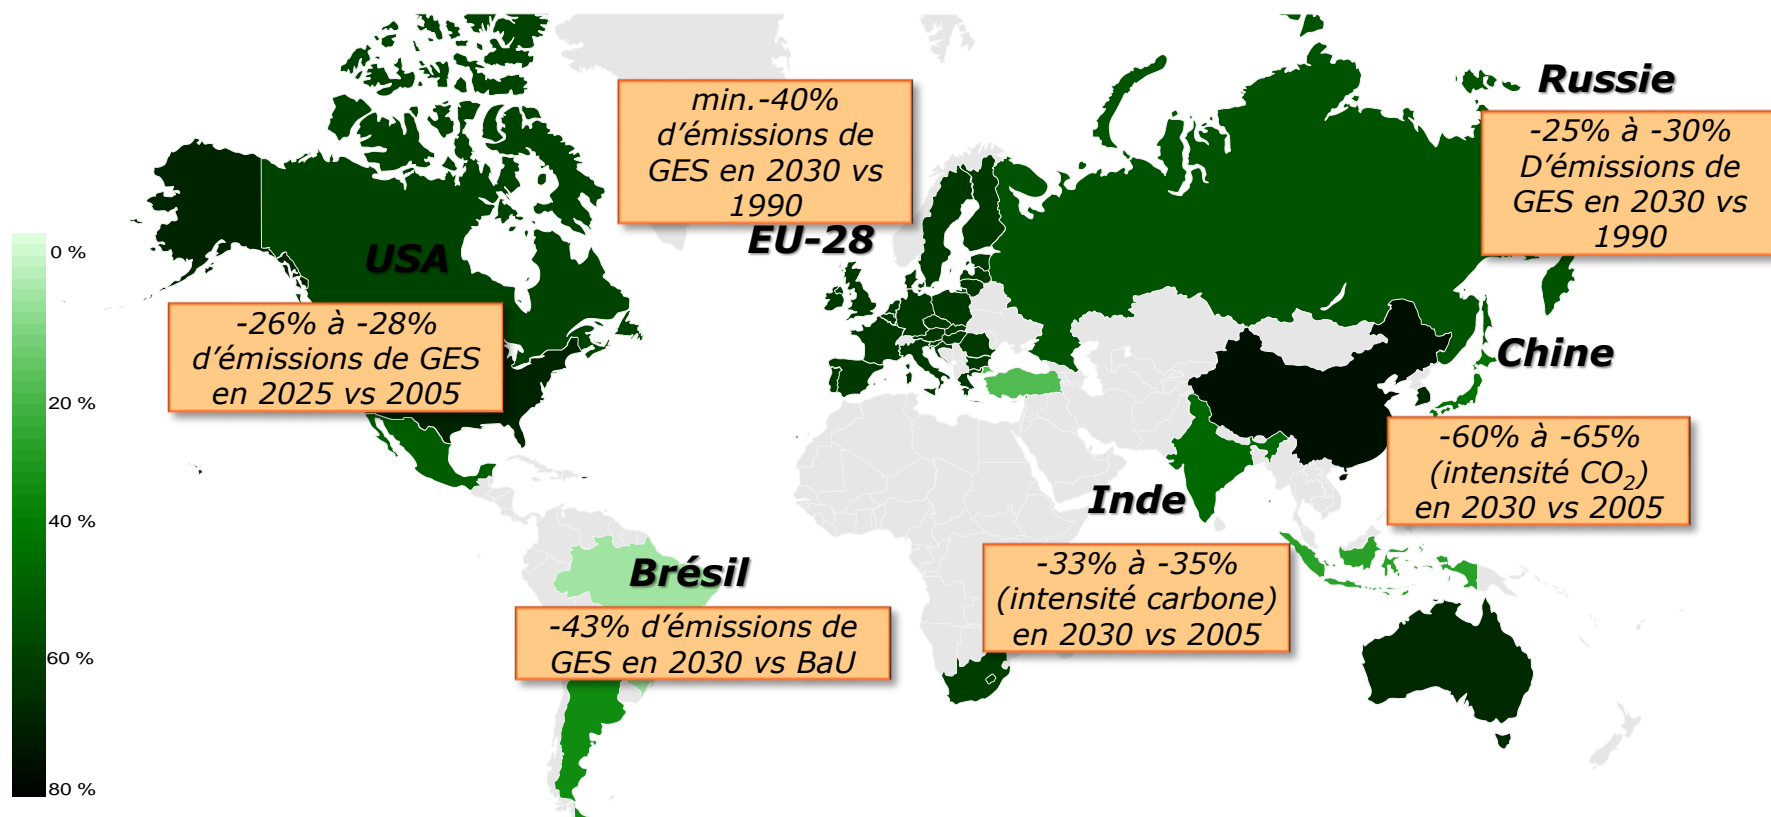 min.-40%
d’émissions de
GES en 2030 vs
1990
EU-28
Russie
-25% à -30%
D’émissions de
GES en 2030 vs
1990
USA
-26% à -28%
d’émissions de GES
en 2025 vs 2005
Chine
-60% à -65%
(intensité CO₂)
en 2030 vs 2005
Inde
-33% à -35%
(intensité carbone)
en 2030 vs 2005
Brésil
-43% d’émissions de
GES en 2030 vs BaU
0 %
20 %
40 %
60 %
80 %